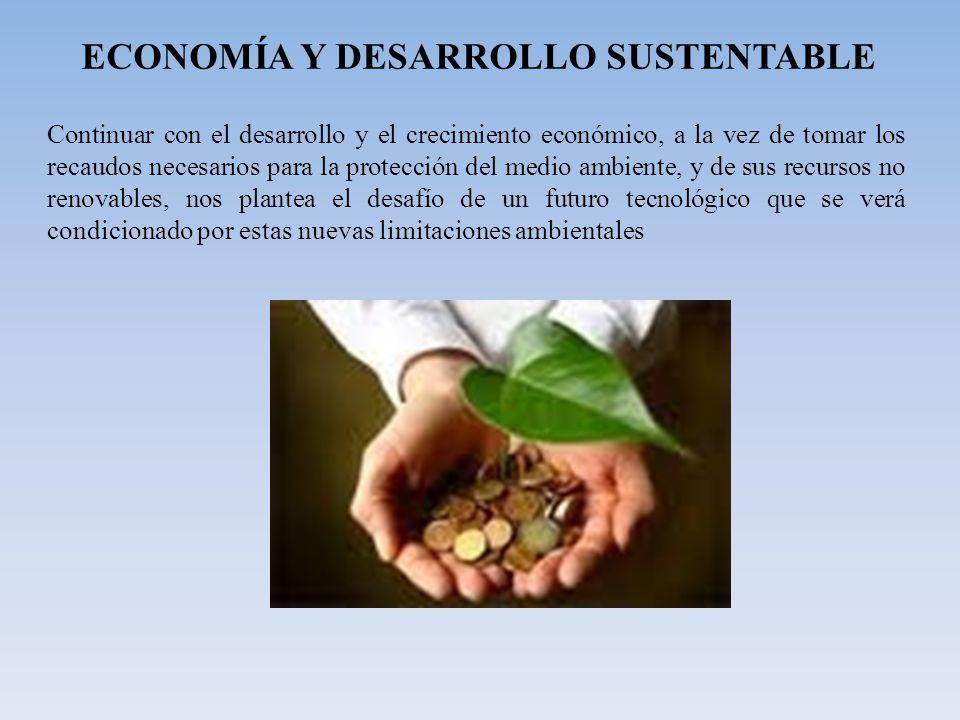 ECONOMÍA Y DESARROLLO SUSTENTABLE
Continuar con el desarrollo y el crecimiento económico, a la vez de tomar los
recaudos necesarios para la protección del medio ambiente, y de sus recursos no
renovables, nos plantea el desafío de un futuro tecnológico que se verá
condicionado por estas nuevas limitaciones ambientales